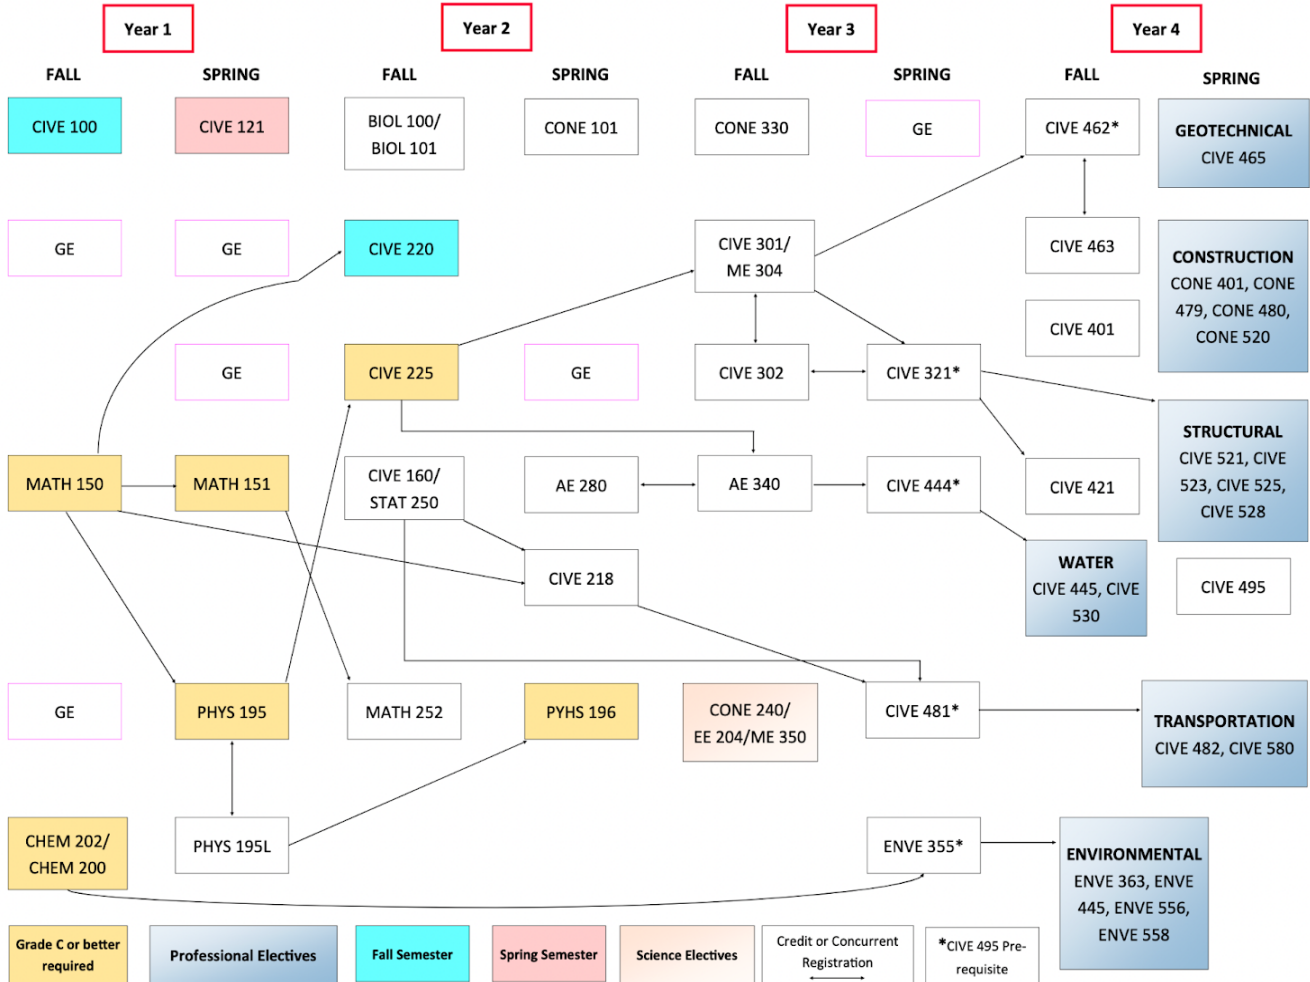 Year 1
Year 2
Year 3
Year 4
FALL
SPRING
FALL
SPRING
FALL
SPRING
FALL
SPRING
CIVE 100
CIVE 121
BIOL 100/
BIOL 101
CONE 101
CONE 330
GE
CIVE 462*
GEOTECHNICAL
CIVE 465
GE
GE
CIVE 220
CIVE 301/
ME 304
CIVE 463
CONSTRUCTION
CONE 401, CONE
479, CONE 480,
CONE 520
CIVE 401
GE
CIVE 225
GE
CIVE 302
CIVE 321*
STRUCTURAL
CIVE 521, CIVE
523, CIVE 525,
CIVE 528
MATH 150
MATH 151
CIVE 160/
STAT 250
AE 280
AE 340
CIVE 444*
CIVE 421
CIVE 218
WATER
CIVE 445, CIVE
530
CIVE 495
GE
PHYS 195
MATH 252
PYHS 196
CONE 240/
EE 204/ME 350
CIVE 481*
TRANSPORTATION
CIVE 482, CIVE 580
CHEM 202/
CHEM 200
PHYS 195L
ENVE 355*
ENVIRONMENTAL
ENVE 363, ENVE
445, ENVE 556,
ENVE 558
Grade C or better
required
Professional Electives
Fall Semester
Spring Semester
Science Electives
Credit or Concurrent
Registration
*CIVE 495 Pre-
requisite